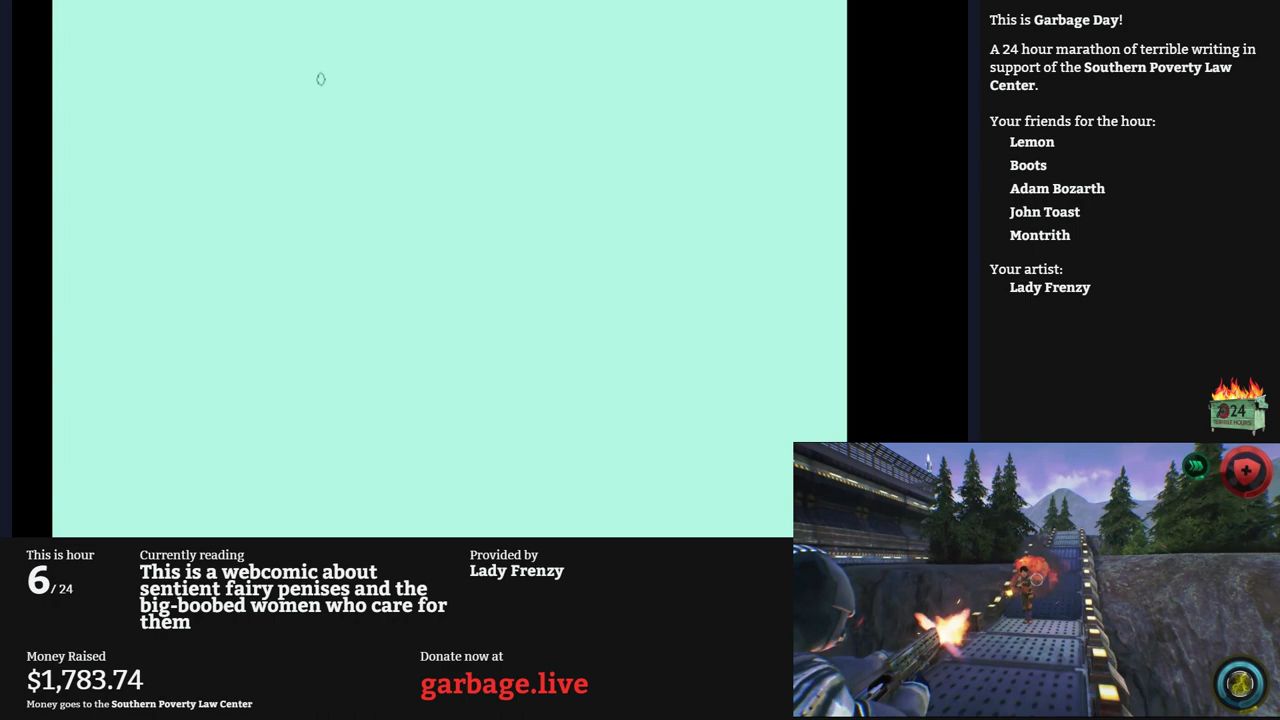 This is Garbage Day!
A 24 hour marathon of terrible writing in
support of the Southern Poverty Law
Center.
Your friends for the hour:
Lemon
Boots
Adam Bozarth
John Toast
Montrith
Your artist:
Lady Frenzy
This is hour
6 / 24
Currently reading
This is a webcomic about
sentient fairy penises and the
big-boobed women who care for
them
Provided by
Lady Frenzy
Money Raised
$1,783.74
Money goes to the Southern Poverty Law Center
Donate now at
garbage.live